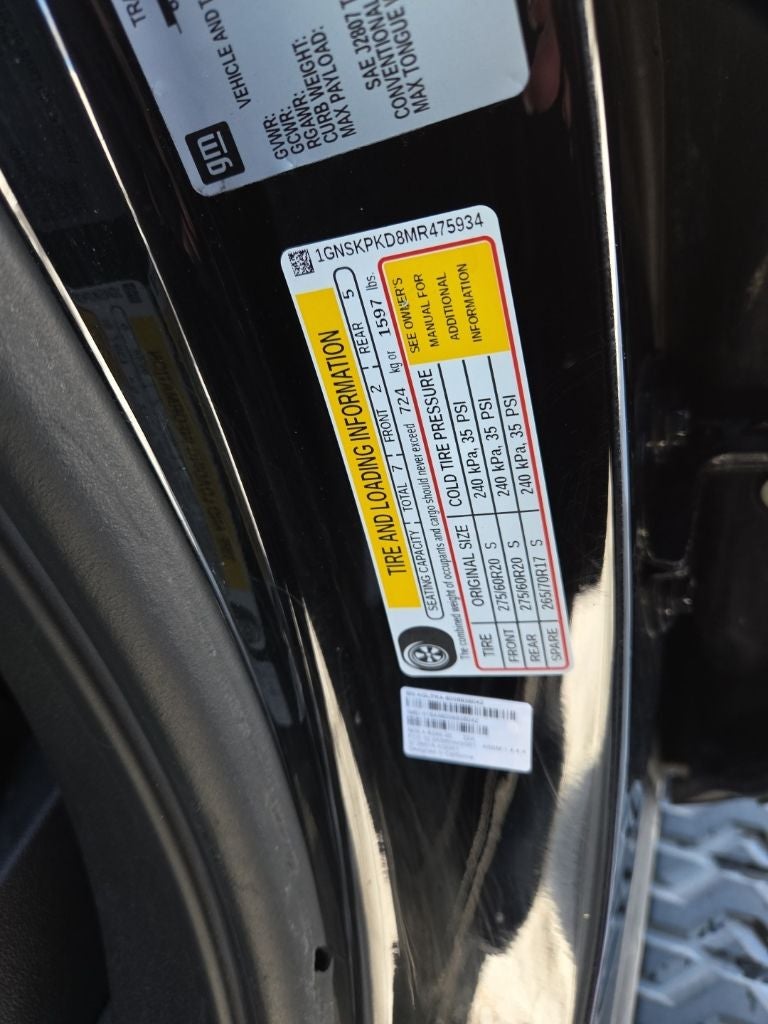 TRA
VEHICLE AND T
gm
GVWR:
GCWR:
RGAWR:
CURB WEIGHT:
MAX PAYLOAD:
SAE J2807 T
CONVENTIONAL
MAX TONGUE W
1GNSKPKD8MR475934
TIRE AND LOADING INFORMATION
SEATING CAPACITY TOTAL 7 FRONT 2 REAR 5
The combined weight of occupants and cargo should never exceed 724 kg or 1597 lbs.
TIRE ORIGINAL SIZE COLD TIRE PRESSURE
FRONT 275/60R20 S 240 kPa, 35 PSI
REAR 275/60R20 S 240 kPa, 35 PSI
SPARE 265/70R17 S 240 kPa, 35 PSI
SEE OWNER'S
MANUAL FOR
ADDITIONAL
INFORMATION